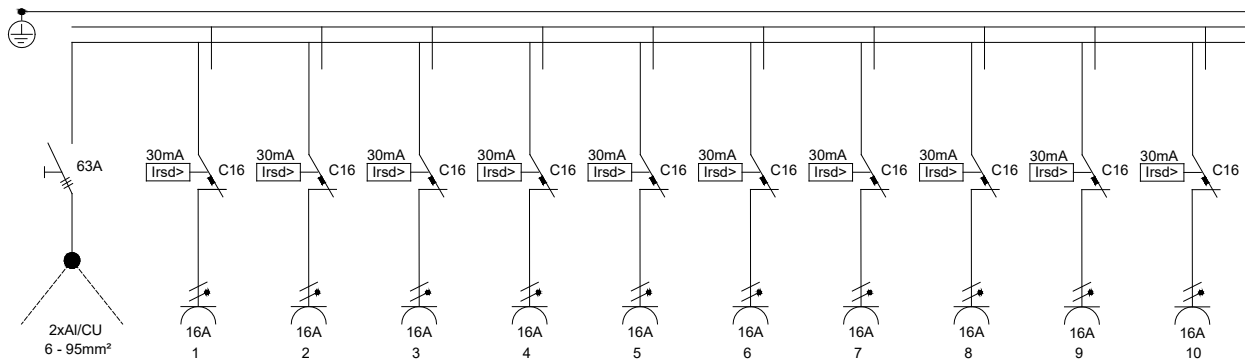 30mA 30mA 30mA 30mA 30mA 30mA 30mA 30mA 30mA 30mA
63A Irsd> C16 Irsd> C16 Irsd> C16 Irsd> C16 Irsd> C16 Irsd> C16 Irsd> C16 Irsd> C16 Irsd> C16 Irsd> C16
2xAl/CU 16A 16A 16A 16A 16A 16A 16A 16A 16A 16A
6 - 95mm² 1 2 3 4 5 6 7 8 9 10